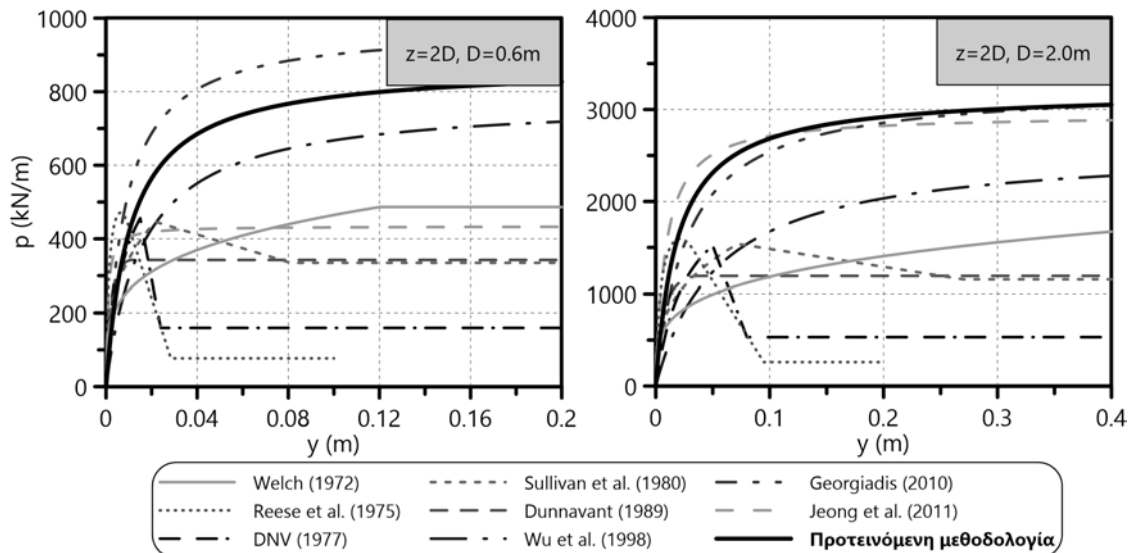 1000
800
600
400
200
0
p (kN/m)
z=2D, D=0.6m
0 0.04 0.08 0.12 0.16 0.2
y (m)
4000
3000
2000
1000
0
z=2D, D=2.0m
0 0.1 0.2 0.3 0.4
y (m)
Welch (1972) Sullivan et al. (1980) Georgiadis (2010)
Reese et al. (1975) Dunnavant (1989) Jeong et al. (2011)
DNV (1977) Wu et al. (1998) Προτεινόμενη μεθοδολογία